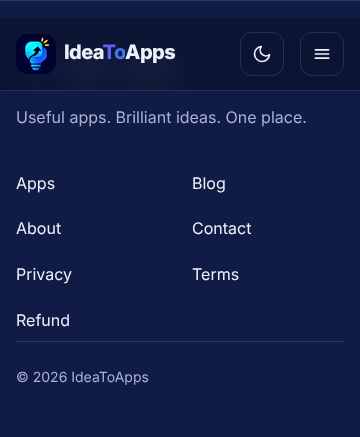 IdeaToApps
Useful apps. Brilliant ideas. One place.
Apps
Blog
About
Contact
Privacy
Terms
Refund
© 2026 IdeaToApps